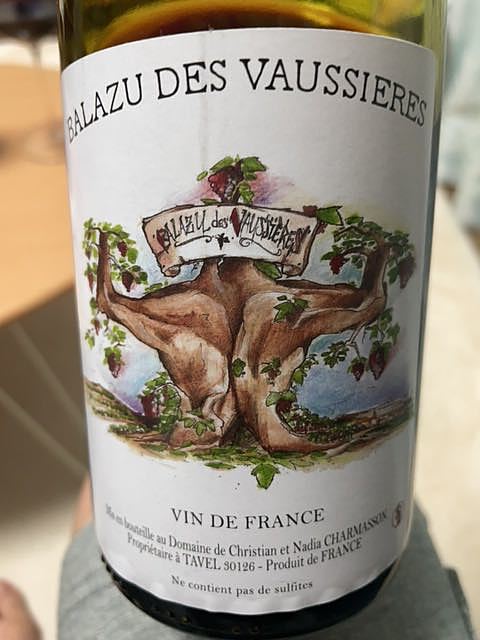 BALAZU DES VAUSSIERES
BALAZU des VAUSSIÈRES
VIN DE FRANCE
Mis en bouteille au Domaine de Christian et Nadia CHARMASSON
Propriétaire à TAVEL 30126 - Produit de FRANCE
Ne contient pas de sulfites